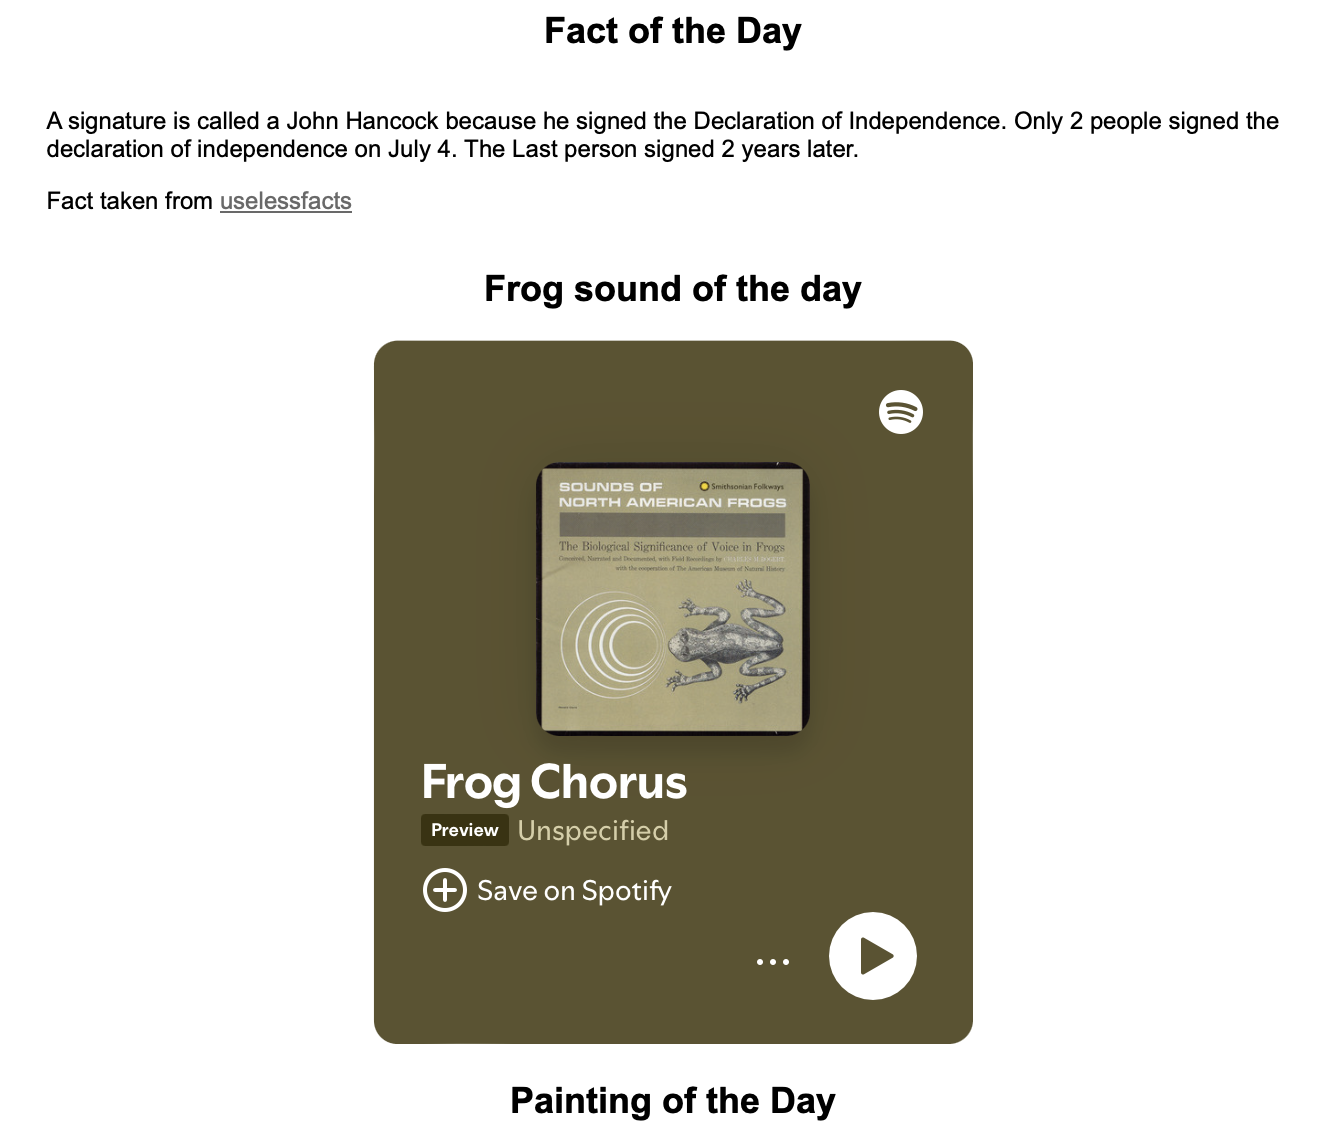 Fact of the Day
A signature is called a John Hancock because he signed the Declaration of Independence. Only 2 people signed the
declaration of independence on July 4. The Last person signed 2 years later.
Fact taken from uselessfacts
Frog sound of the day
SOUNDS OF
NORTH AMERICAN FROGS
Smithsonian Folkways
The Biological Significance of Voice in Frogs
Conceived, Narrated and Documented, with Field Recordings by CHARLES M. BOGERT
with the cooperation of The American Museum of Natural History
Frog Chorus
Preview Unspecified
Save on Spotify
Painting of the Day